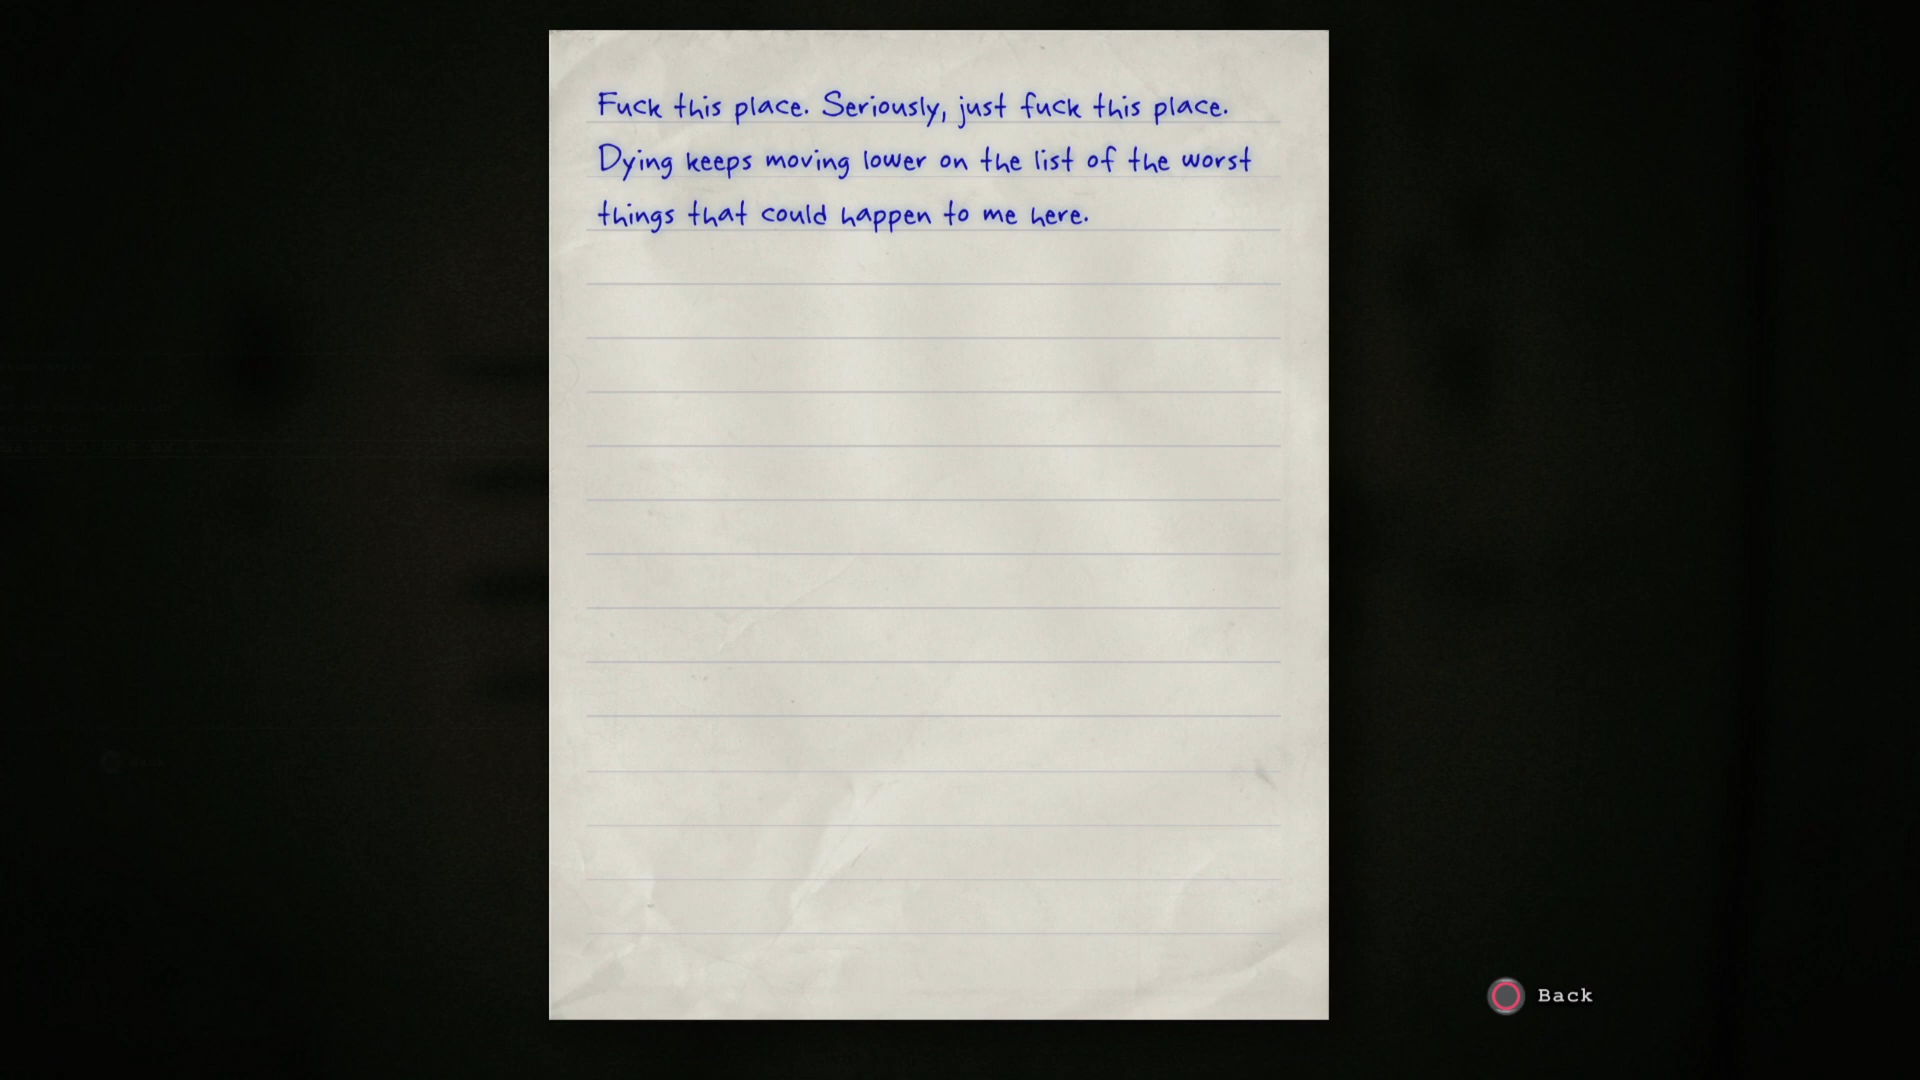 Fuck this place. Seriously, just fuck this place.
Dying keeps moving lower on the list of the worst
things that could happen to me here.
Back